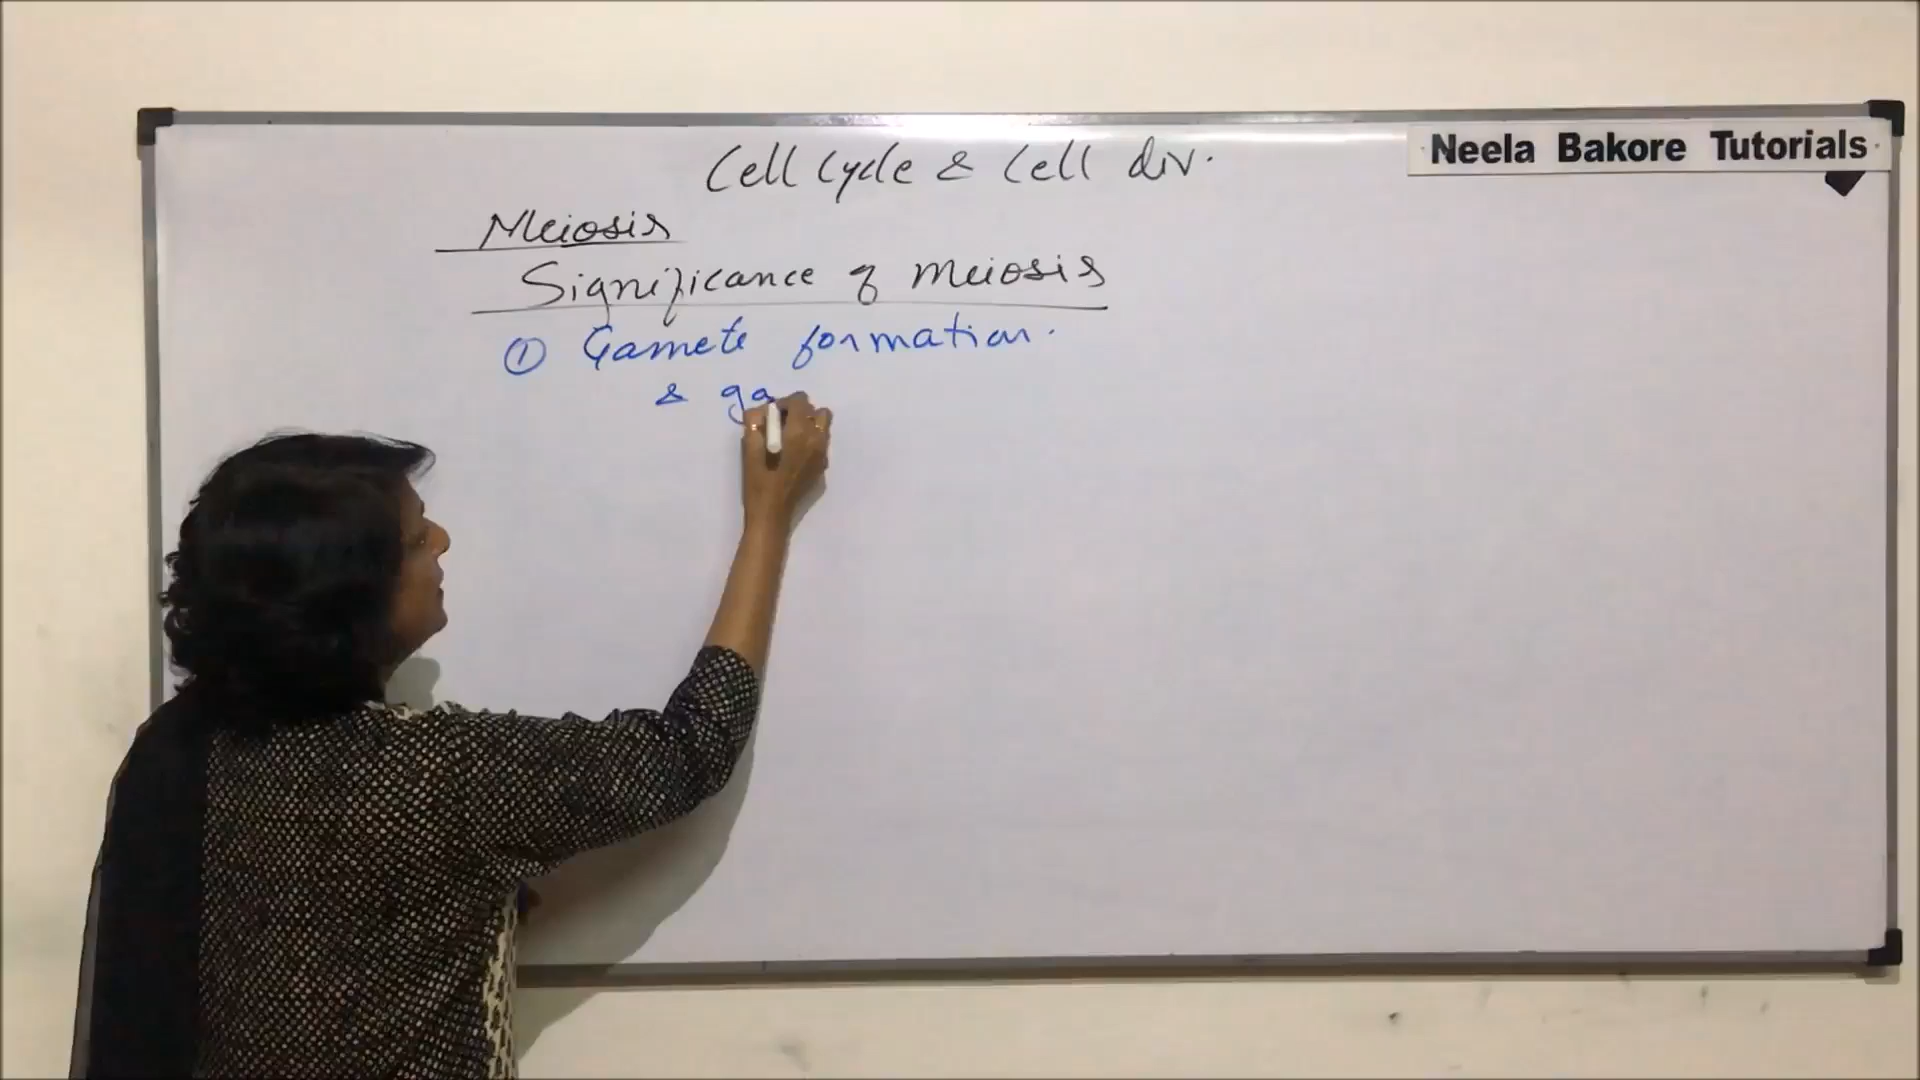 Neela Bakore Tutorials
Cell Cycle & Cell div.
Meiosis
Significance of meiosis
① Gamete formation.
& ga